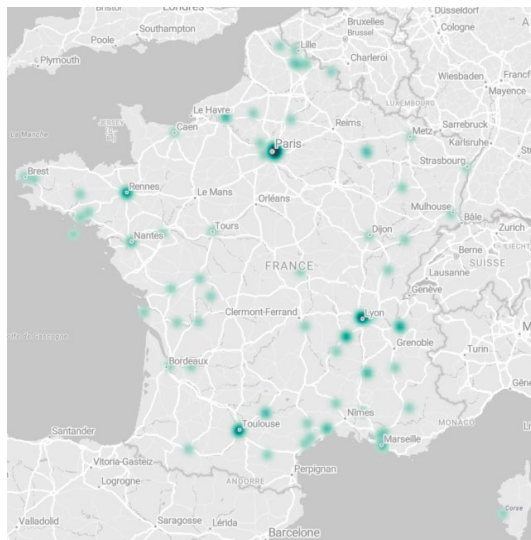 Bristol
Londres
Southampton
Poole
Plymouth
Bruxelles
Brussel
Düsseldorf
Cologne
Lille
Charleroi
Wiesbaden
Mayence
LUXEMBOURG
Le Havre
Caen
Reims
Metz
Sarrebruck
Karlsruhe
La Manche
Paris
Strasbourg
Brest
Rennes
Le Mans
Orléans
Mulhouse
Bâle
Zurich
Nantes
Tours
Dijon
Berne
SUISSE
FRANCE
Lausanne
Genève
Clermont-Ferrand
Lyon
Grenoble
Turin
Bordeaux
Nîmes
MONACO
Toulouse
Marseille
Santander
Vitoria-Gasteiz
Logrogne
ANDORRE
Perpignan
Corse
Valladolid
Saragosse
Lérida
Barcelone